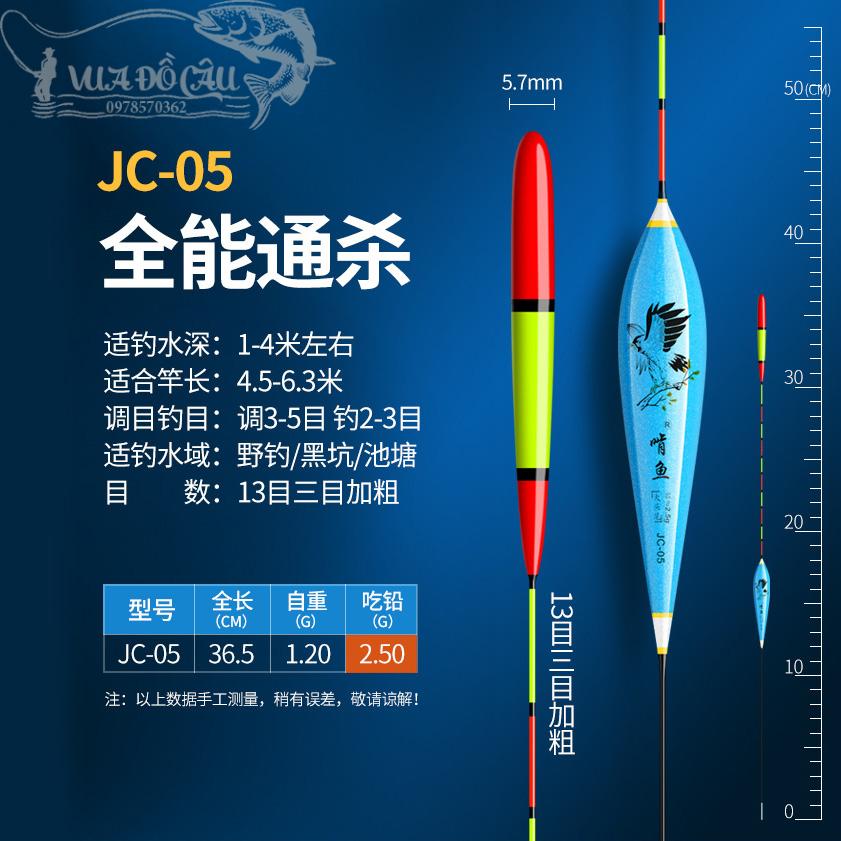 VUA ĐỒ CÂU
0978570362
5.7mm
JC-05
全能通杀
适钓水深：1-4米左右
适合竿长：4.5-6.3米
调目钓目：调3-5目 钓2-3目
适钓水域：野钓/黑坑/池塘
目 数：13目三目加粗
型号 全长（CM） 自重（G） 吃铅（G）
JC-05 36.5 1.20 2.50
注：以上数据手工测量，稍有误差，敬请谅解！
13目三目加粗
R
啃鱼
2.5g
JC-05
50(CM)
40
30
20
10
0